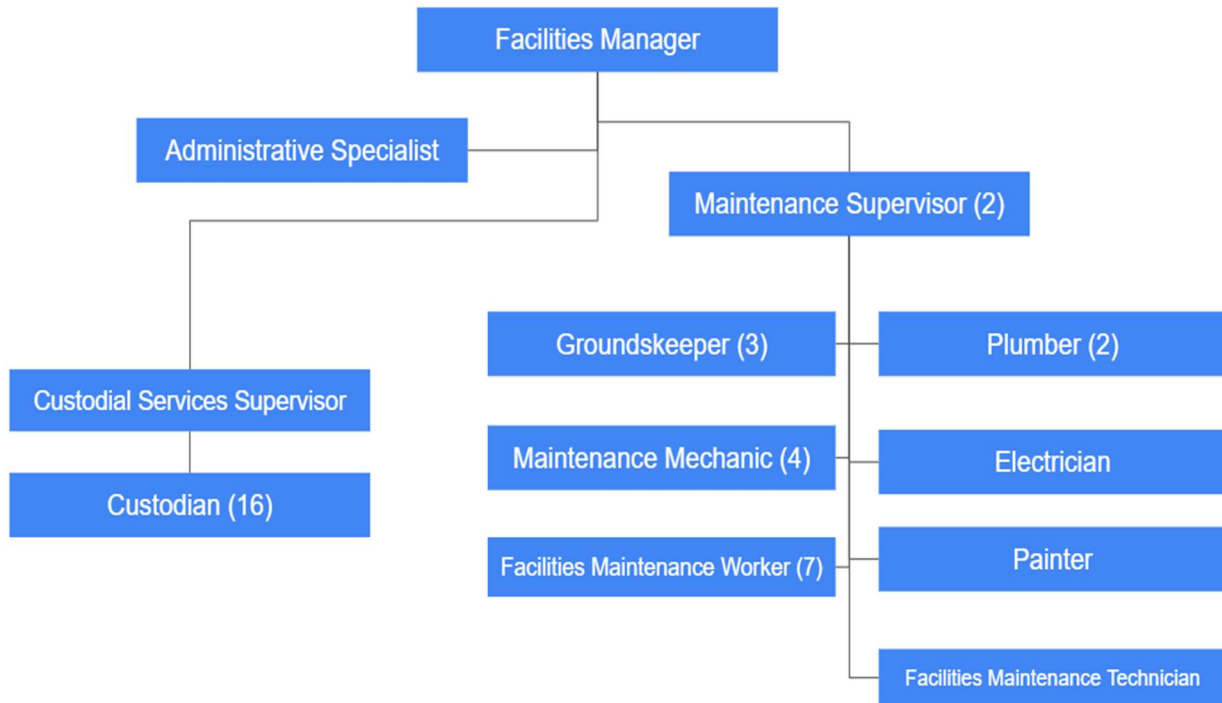 Facilities Manager
Administrative Specialist
Maintenance Supervisor (2)
Groundskeeper (3)
Plumber (2)
Custodial Services Supervisor
Maintenance Mechanic (4)
Electrician
Custodian (16)
Facilities Maintenance Worker (7)
Painter
Facilities Maintenance Technician